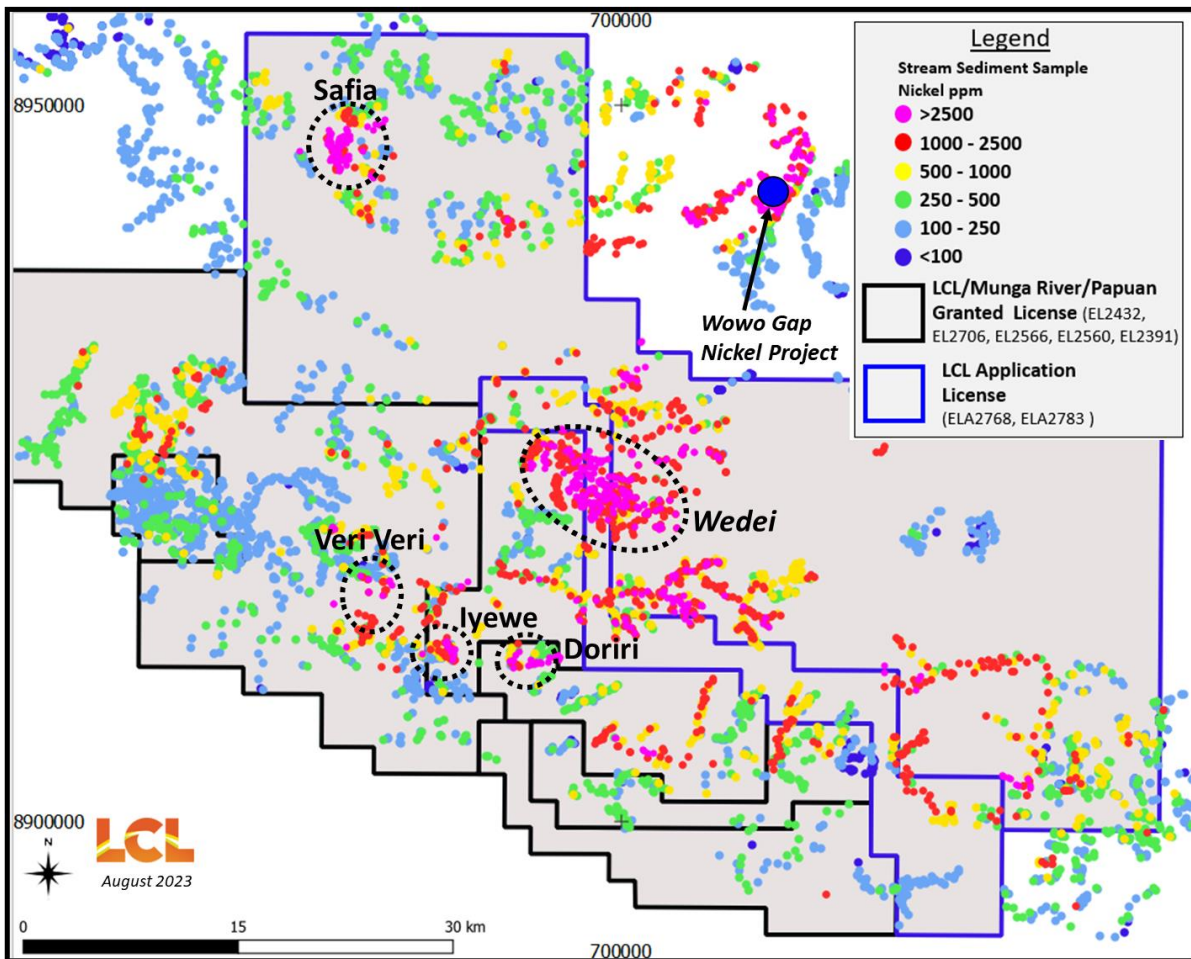 700000
Legend
Stream Sediment Sample
Nickel ppm
>2500
1000 - 2500
500 - 1000
250 - 500
100 - 250
<100
LCL/Munga River/Papuan
Granted License (EL2432,
EL2706, EL2566, EL2560, EL2391)
LCL Application
License
(ELA2768, ELA2783 )
8950000
Safia
Wowo Gap
Nickel Project
Wedei
Veri Veri
Iyewe
Doriri
8900000
LCL
N
August 2023
0
15
30 km
700000